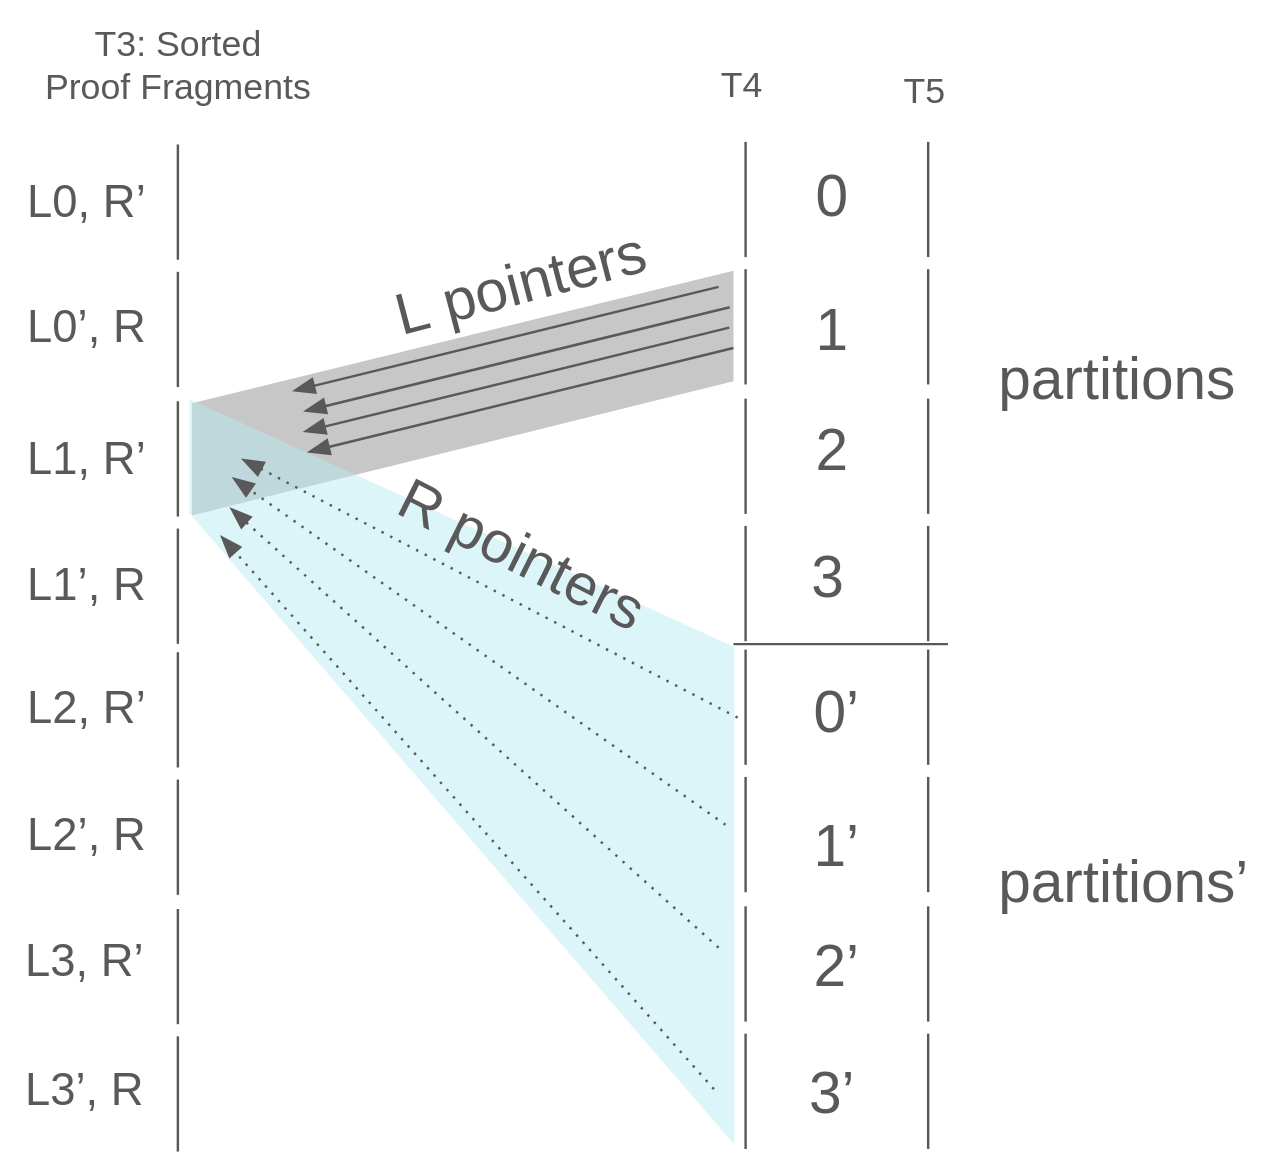 T3: Sorted
Proof Fragments
T4
T5
L0, R’
0
L0’, R
L pointers
1
partitions
L1, R’
2
R pointers
L1’, R
3
L2, R’
0’
L2’, R
1’
partitions’
L3, R’
2’
L3’, R
3’